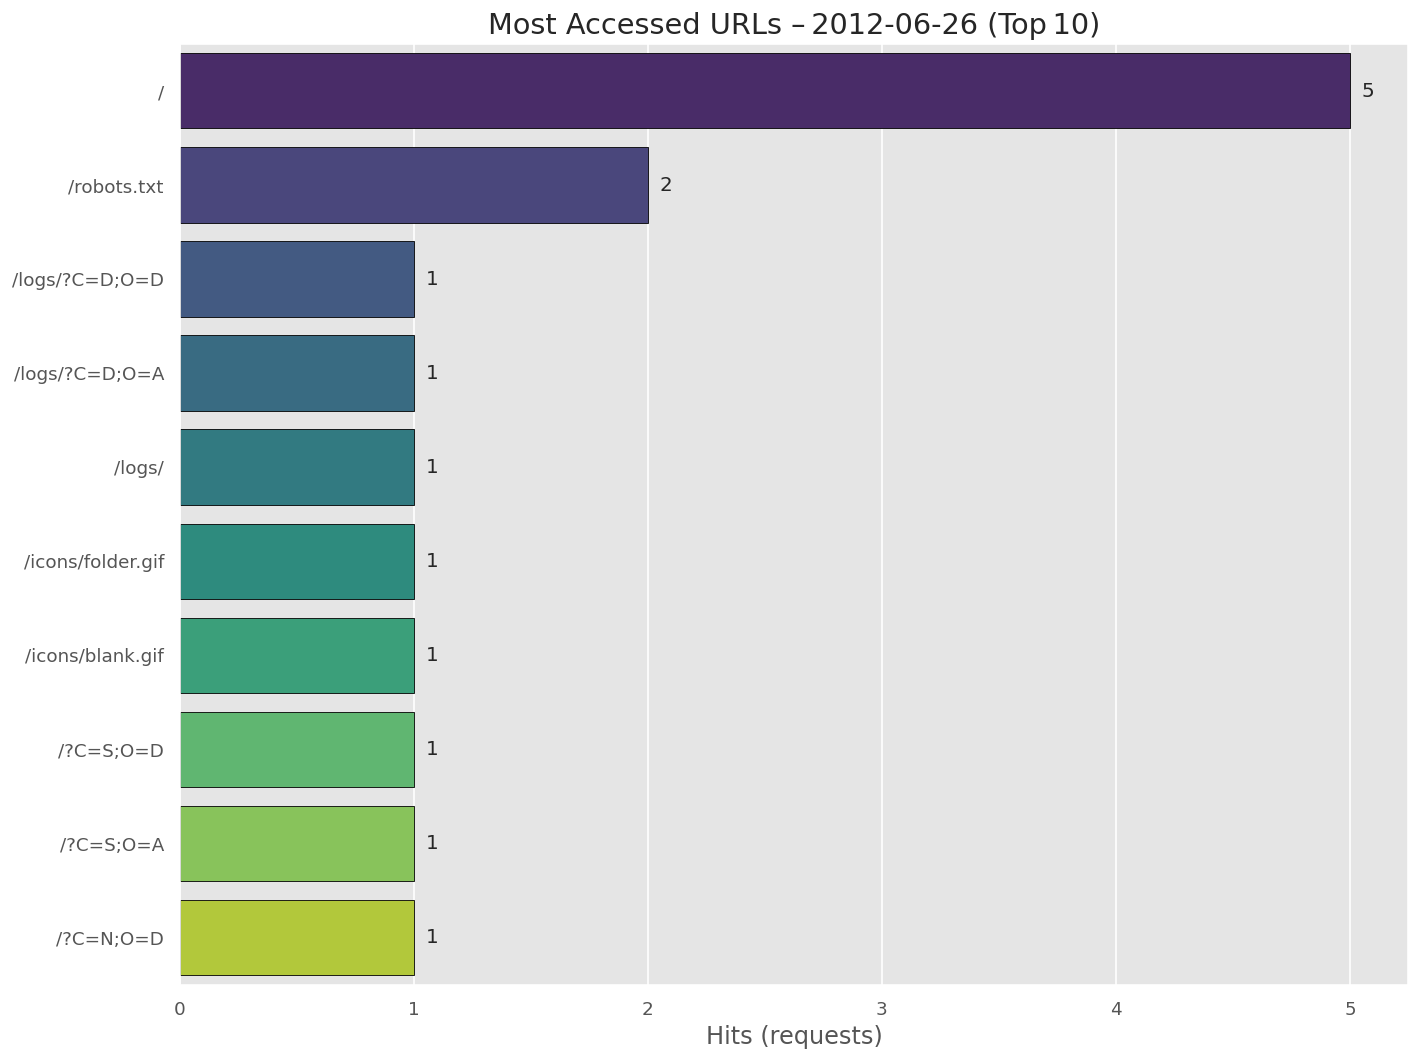 Most Accessed URLs – 2012-06-26 (Top 10)
/ 5
/robots.txt 2
/logs/?C=D;O=D 1
/logs/?C=D;O=A 1
/logs/ 1
/icons/folder.gif 1
/icons/blank.gif 1
/?C=S;O=D 1
/?C=S;O=A 1
/?C=N;O=D 1
0 1 2 3 4 5
Hits (requests)